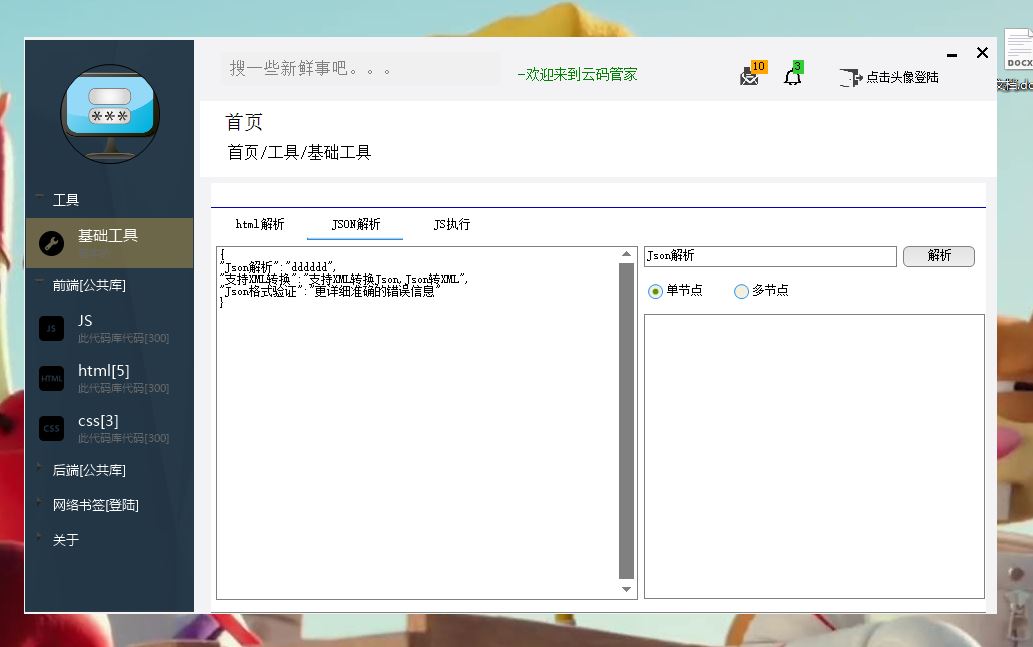 搜一些新鲜事吧。。。
-欢迎来到云码管家
10
3
点击头像登陆
DOCX
首页
首页/工具/基础工具
***
工具
基础工具
前端[公共库]
JS
JS
此代码库代码[300]
HTML
html[5]
此代码库代码[300]
CSS
css[3]
此代码库代码[300]
后端[公共库]
网络书签[登陆]
关于
html解析
JSON解析
JS执行
{
"Json解析":"dddddd",
"支持XML转换":"支持XML转换Json,Json转XML",
"Json格式验证":"更详细准确的错误信息"
}
Json解析
解析
单节点
多节点